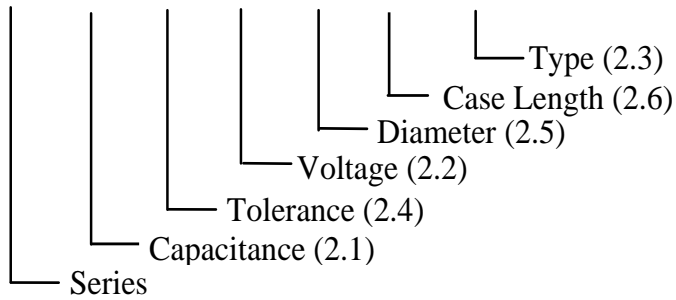 Type (2.3)
Case Length (2.6)
Diameter (2.5)
Voltage (2.2)
Tolerance (2.4)
Capacitance (2.1)
Series